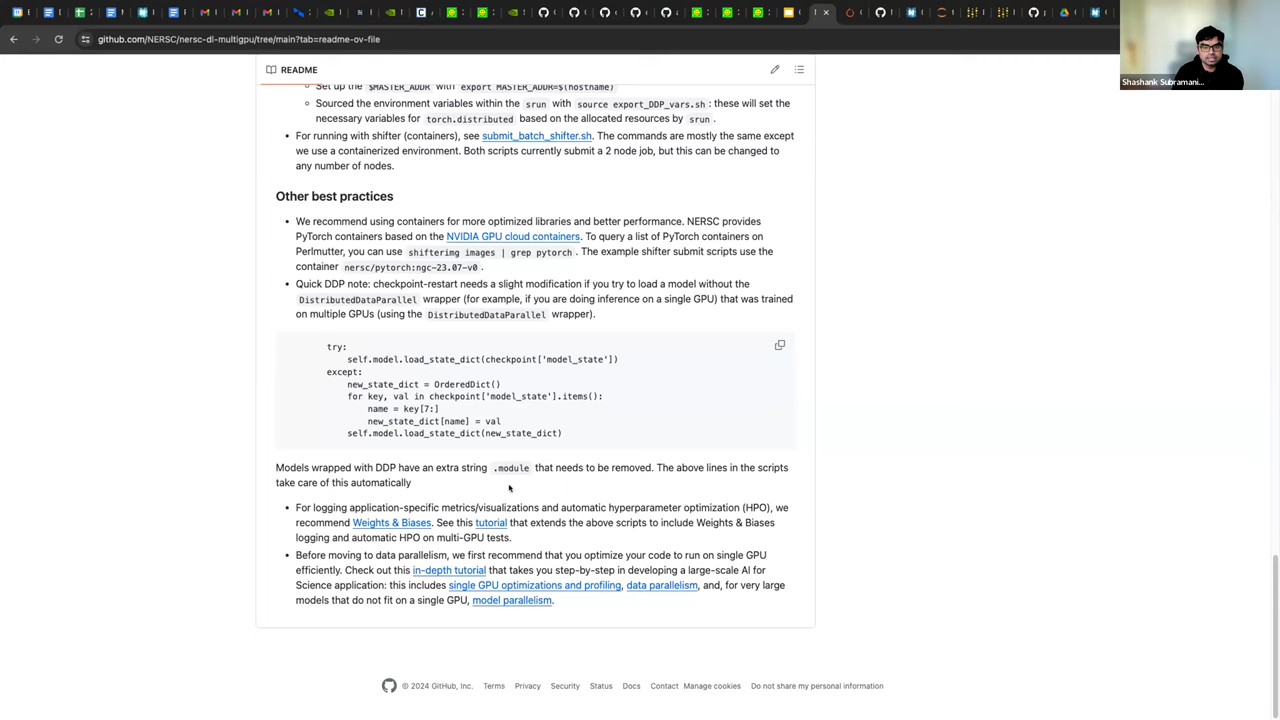 github.com/NERSC/nersc-dl-multigpu/tree/main?tab=readme-ov-file
Shashank Subramani...
README
Set up the $MASTER_ADDR with export MASTER_ADDR=$(hostname)
Sourced the environment variables within the srun with source export_DDP_vars.sh: these will set the
necessary variables for torch.distributed based on the allocated resources by srun.
For running with shifter (containers), see submit_batch_shifter.sh. The commands are mostly the same except
we use a containerized environment. Both scripts currently submit a 2 node job, but this can be changed to
any number of nodes.
Other best practices
We recommend using containers for more optimized libraries and better performance. NERSC provides
PyTorch containers based on the NVIDIA GPU cloud containers. To query a list of PyTorch containers on
Perlmutter, you can use shifterimg images | grep pytorch. The example shifter submit scripts use the
container nersc/pytorch:ngc-23.07-v0.
Quick DDP note: checkpoint-restart needs a slight modification if you try to load a model without the
DistributedDataParallel wrapper (for example, if you are doing inference on a single GPU) that was trained
on multiple GPUs (using the DistributedDataParallel wrapper).
try:
self.model.load_state_dict(checkpoint['model_state'])
except:
new_state_dict = OrderedDict()
for key, val in checkpoint['model_state'].items():
name = key[7:]
new_state_dict[name] = val
self.model.load_state_dict(new_state_dict)
Models wrapped with DDP have an extra string .module that needs to be removed. The above lines in the scripts
take care of this automatically
For logging application-specific metrics/visualizations and automatic hyperparameter optimization (HPO), we
recommend Weights & Biases. See this tutorial that extends the above scripts to include Weights & Biases
logging and automatic HPO on multi-GPU tests.
Before moving to data parallelism, we first recommend that you optimize your code to run on single GPU
efficiently. Check out this in-depth tutorial that takes you step-by-step in developing a large-scale AI for
Science application: this includes single GPU optimizations and profiling, data parallelism, and, for very large
models that do not fit on a single GPU, model parallelism.
© 2024 GitHub, Inc. Terms Privacy Security Status Docs Contact Manage cookies Do not share my personal information